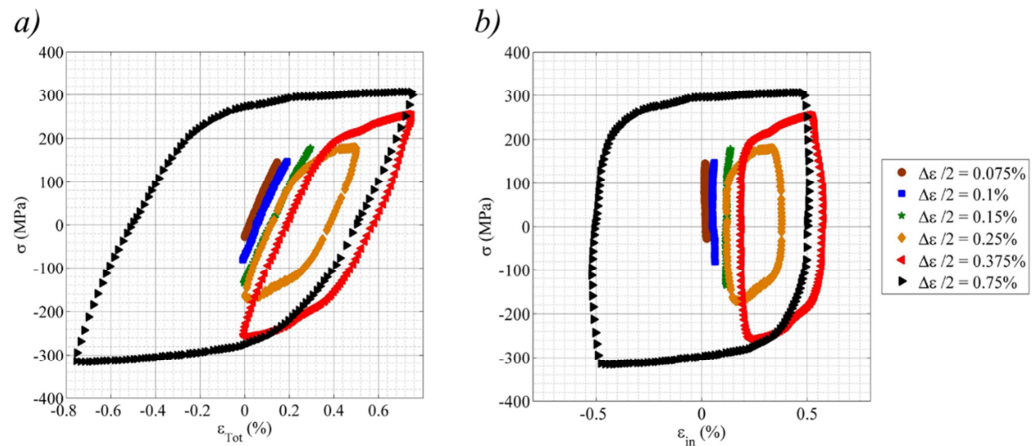 a)
b)
400
300
200
100
0
-100
-200
-300
-400
σ (MPa)
-0.8 -0.6 -0.4 -0.2 0 0.2 0.4 0.6
ε_Tot (%)
400
300
200
100
0
-100
-200
-300
-400
σ (MPa)
-0.5 0 0.5
ε_in (%)
Δε /2 = 0.075%
Δε /2 = 0.1%
Δε /2 = 0.15%
Δε /2 = 0.25%
Δε /2 = 0.375%
Δε /2 = 0.75%